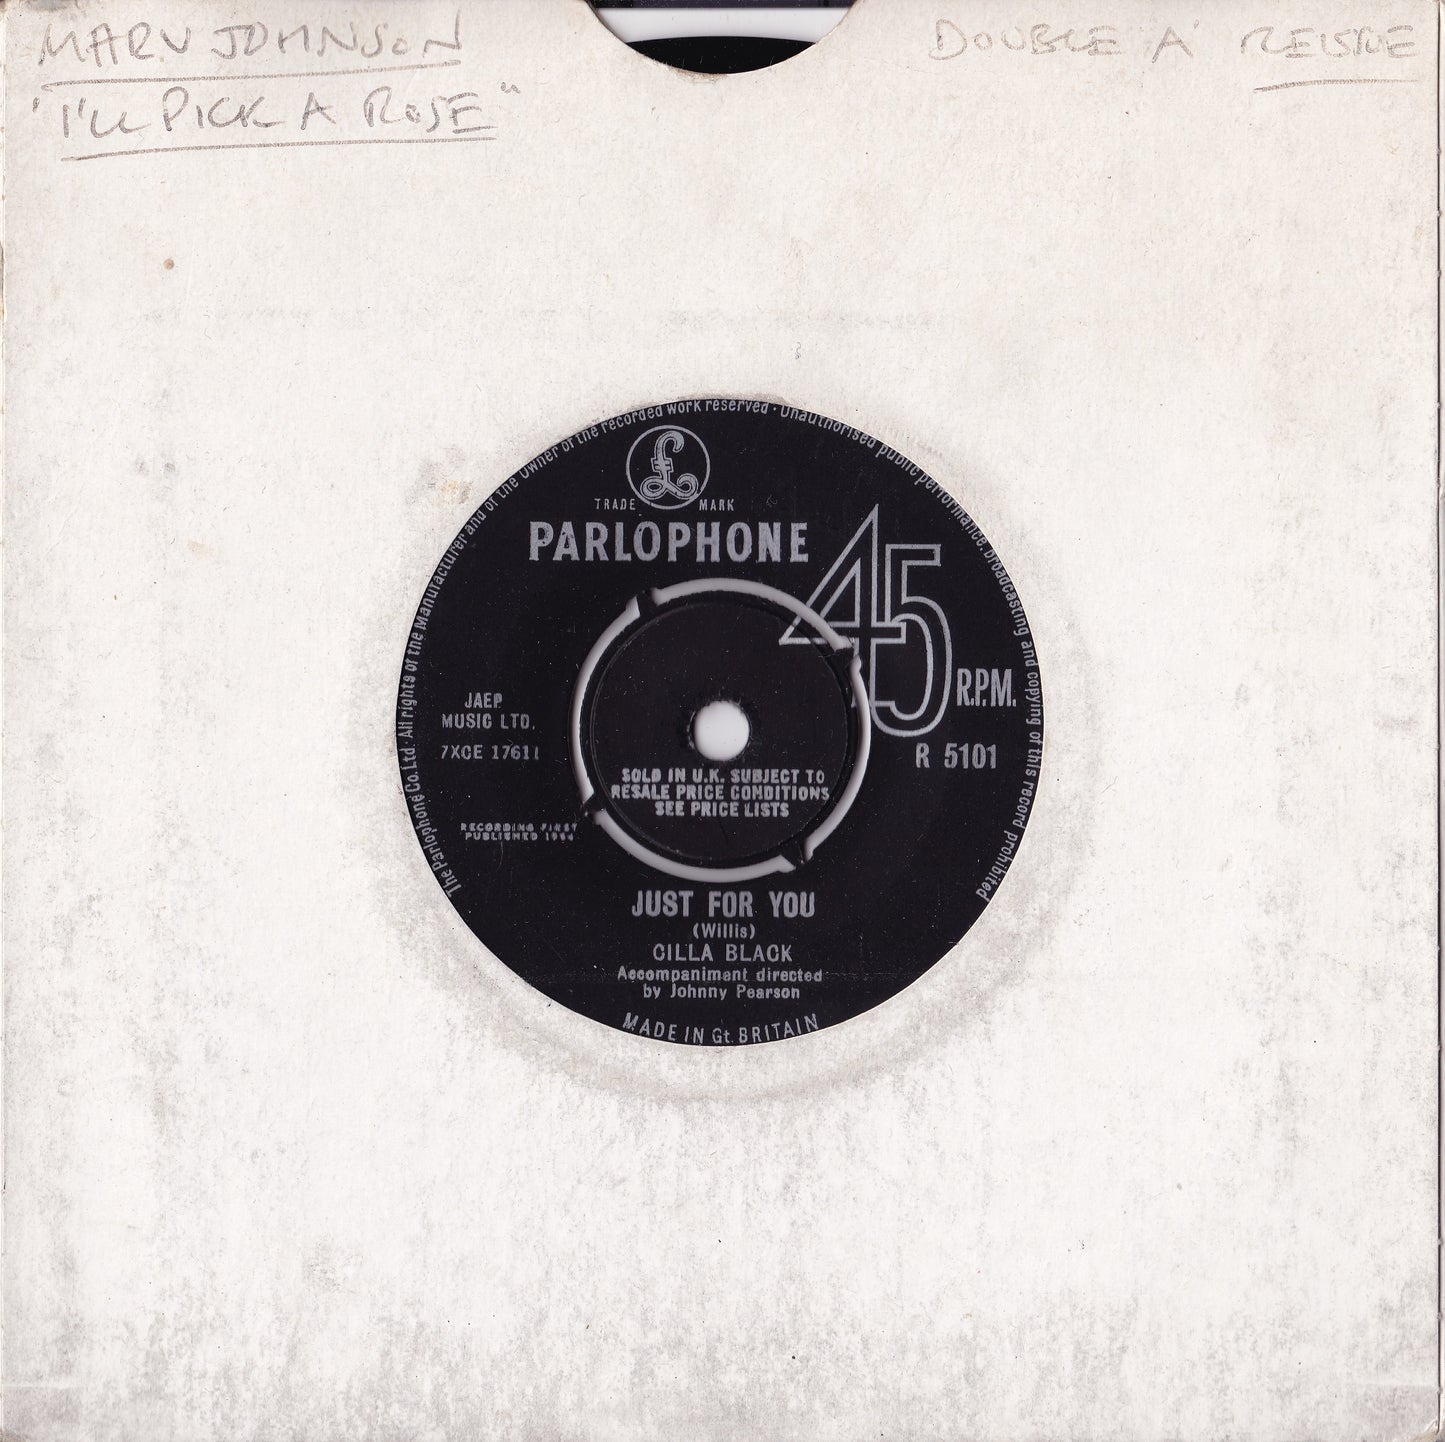 MARV JOHNSON
"I'LL PICK A ROSE"
DOUBLE 'A' REISSUE
The Parlophone Co.Ltd. All rights of the Manufacturer and of the Owner of the recorded work reserved · Unauthorised public performance, broadcasting and copying of this record prohibited
£
TRADE MARK
PARLOPHONE
45 R.P.M.
JAEP
MUSIC LTD.
7XCE 17611
R 5101
SOLD IN U.K. SUBJECT TO
RESALE PRICE CONDITIONS
SEE PRICE LISTS
RECORDING FIRST
PUBLISHED 1964
JUST FOR YOU
(Willis)
CILLA BLACK
Accompaniment directed
by Johnny Pearson
MADE IN Gt. BRITAIN